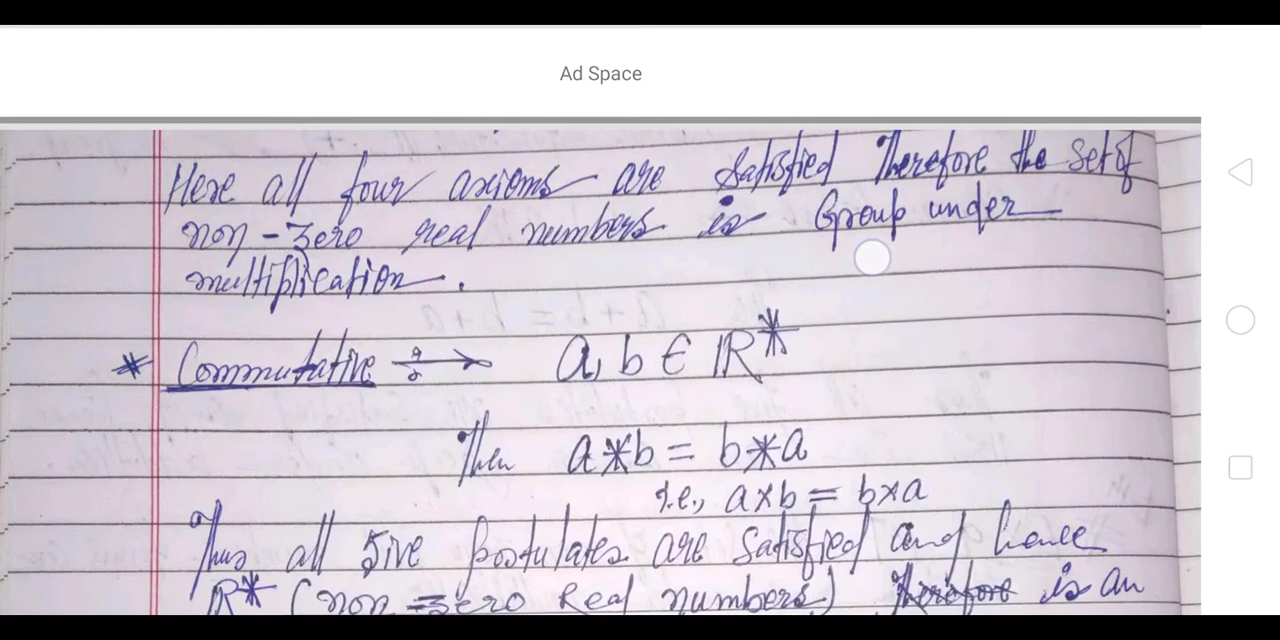 Ad Space
Here all four axioms are satisfied Therefore the set of
non-zero real numbers is Group under
multiplication.
* Commutative → a, b ∈ ℝ*
Then a*b = b*a
i.e., a×b = b×a
Thus all five postulates are satisfied and hence
ℝ* (non-zero Real numbers) is an